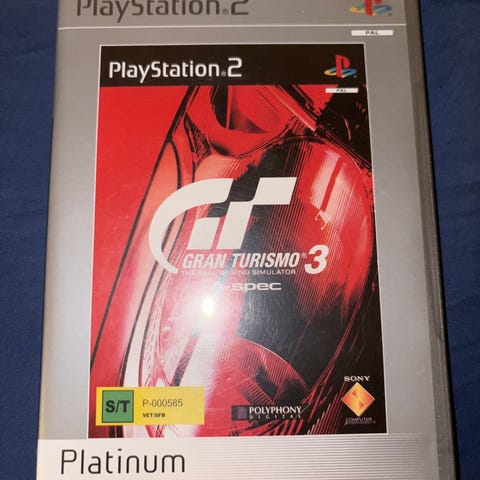 PlayStation®2
PAL
PlayStation®2
PAL
GRAN TURISMO® 3
THE REAL DRIVING SIMULATOR
A-spec
S/T
P-000585
VET/SFB
POLYPHONY
DIGITAL
SONY
COMPUTER
Platinum